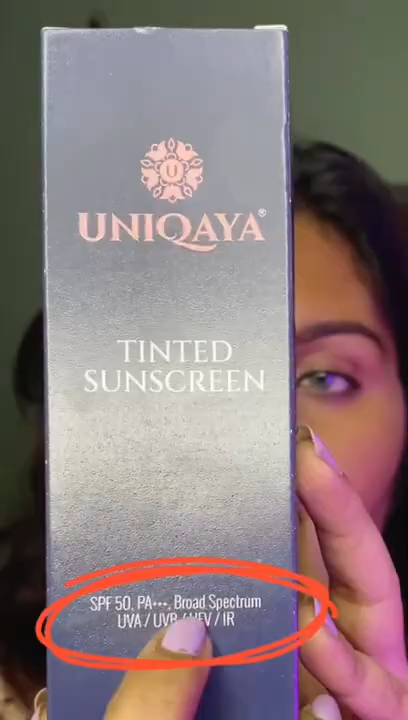 U
UNIQAYA®
TINTED
SUNSCREEN
SPF 50, PA+++, Broad Spectrum
UVA / UVB / HEV / IR